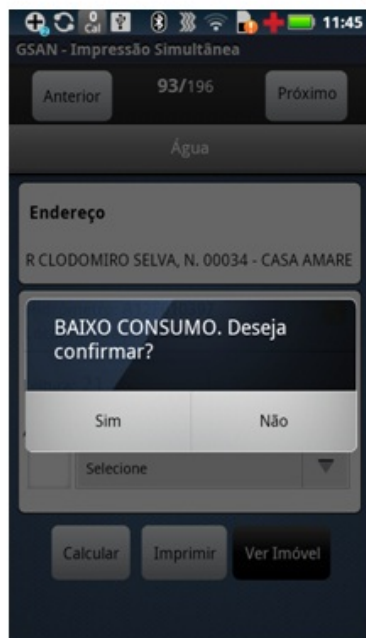 11:45
GSAN - Impressão Simultânea
Anterior
93/196
Próximo
Água
Endereço
R CLODOMIRO SELVA, N. 00034 - CASA AMARE
BAIXO CONSUMO. Deseja
confirmar?
Sim
Não
Selecione
Calcular
Imprimir
Ver Imóvel